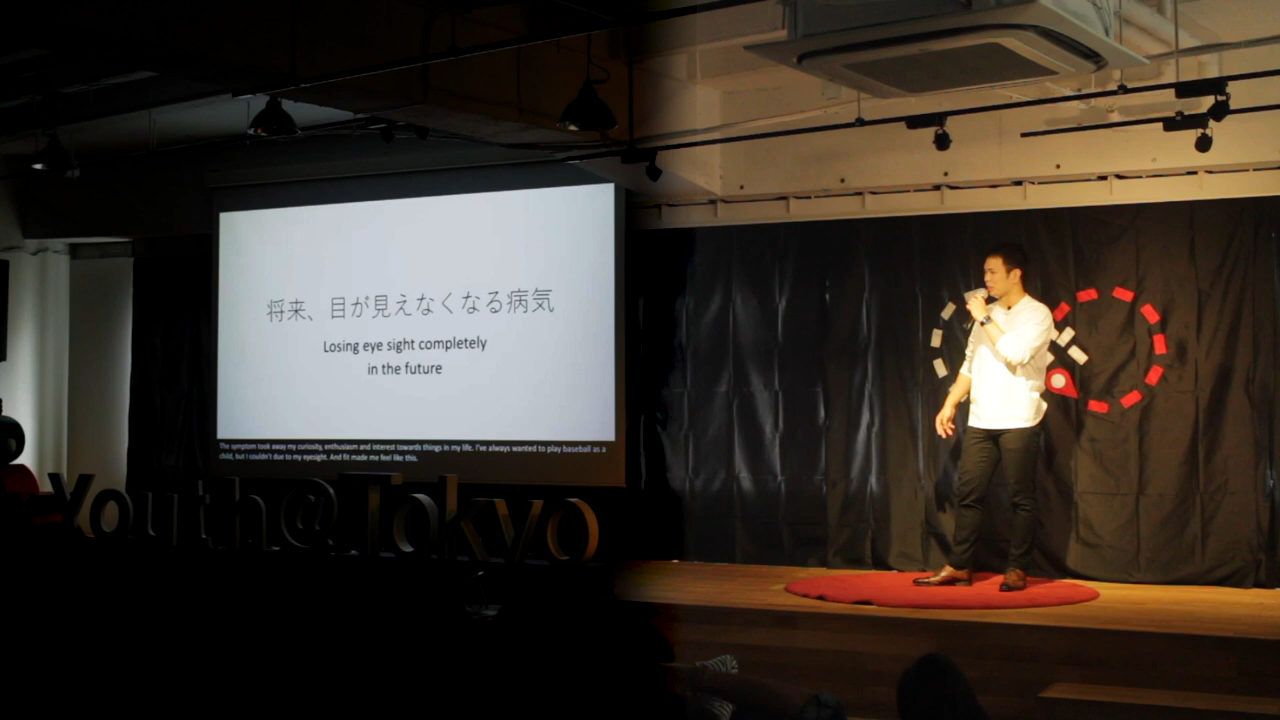 将来、目が見えなくなる病気
Losing eye sight completely
in the future
The symptom took away my curiosity, enthusiasm and interest towards things in my life. I've always wanted to play baseball as a
child, but I couldn't due to my eyesight. And fit made me feel like this.
Youth@Tokyo